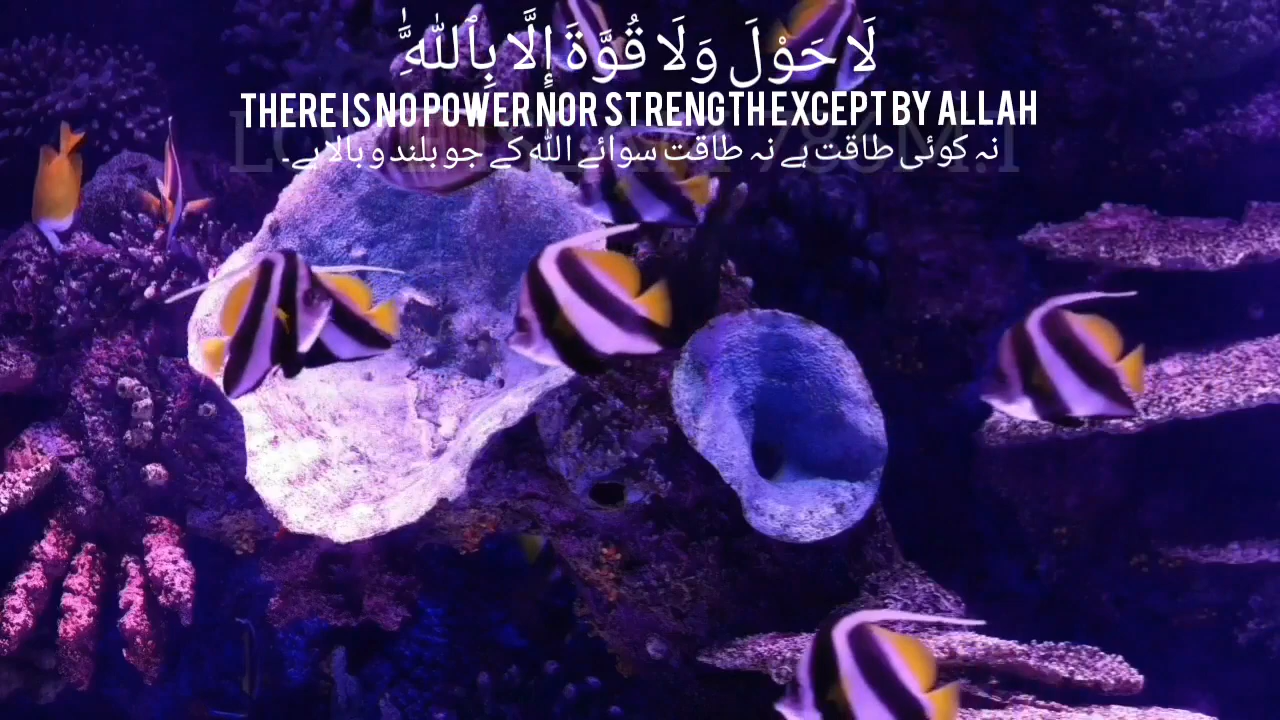 لَا حَوْلَ وَلَا قُوَّةَ إِلَّا بِٱللّٰهِ
THERE IS NO POWER NOR STRENGTH EXCEPT BY ALLAH
نہ کوئی طاقت ہے نہ طاقت سوائے اللہ کے جو بلند و بالا ہے۔